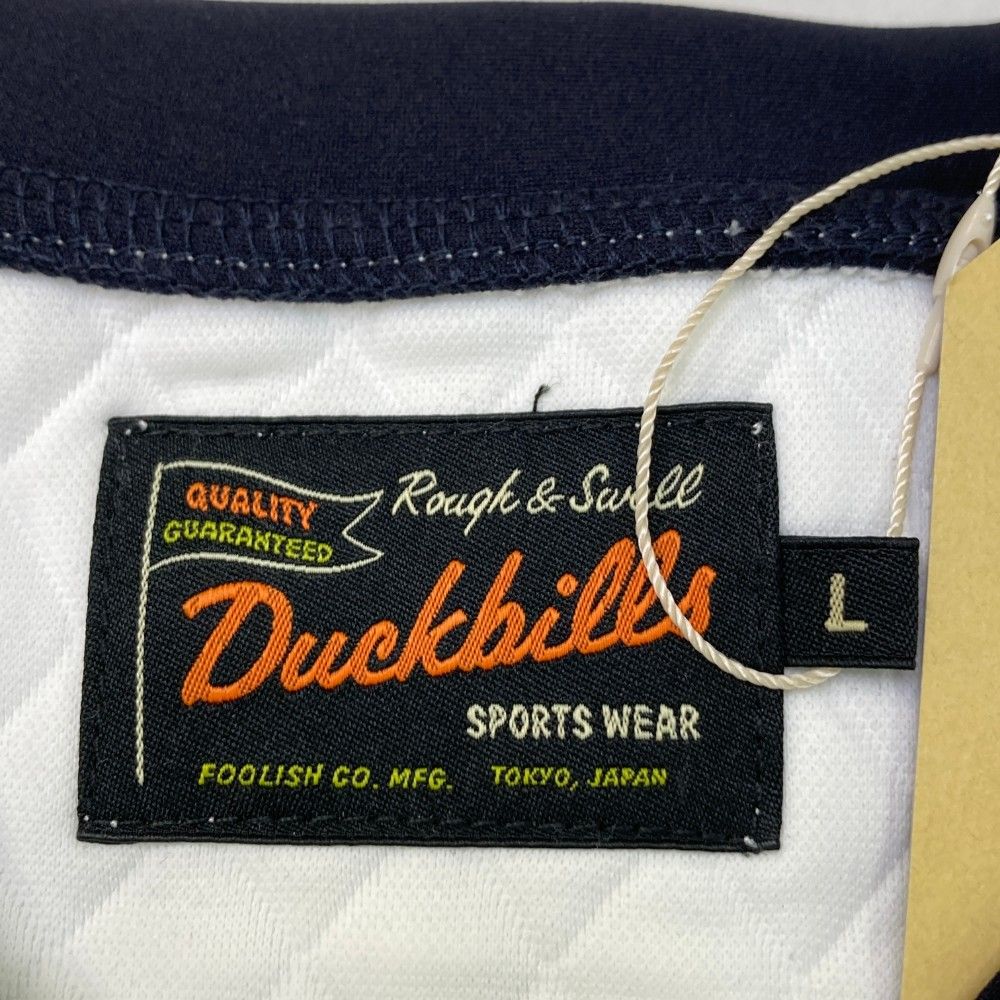 QUALITY
GUARANTEED
Rough & Swell
Duckbills
SPORTS WEAR
FOOLISH CO. MFG. TOKYO, JAPAN
L